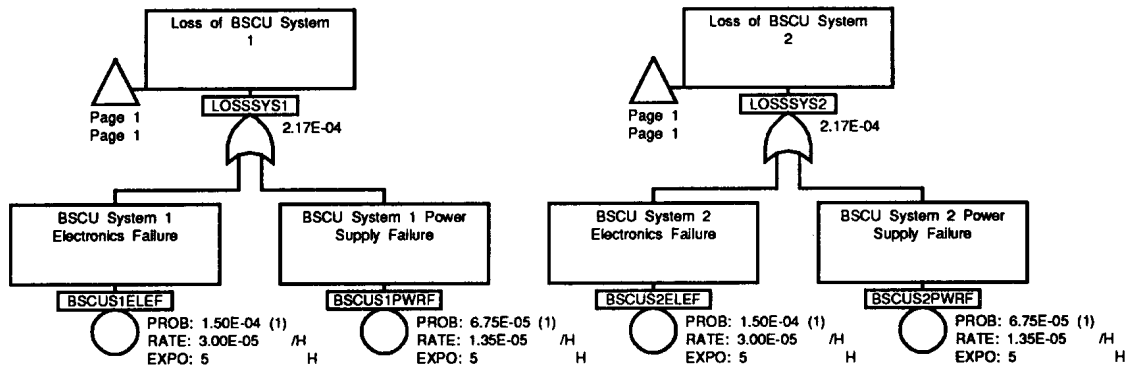 Loss of BSCU System
1
LOSSSYS1
Page 1
Page 1
2.17E-04
BSCU System 1
Electronics Failure
BSCUS1ELEF
PROB: 1.50E-04 (1)
RATE: 3.00E-05 /H
EXPO: 5 H
BSCU System 1 Power
Supply Failure
BSCUS1PWRF
PROB: 6.75E-05 (1)
RATE: 1.35E-05 /H
EXPO: 5 H
Loss of BSCU System
2
LOSSSYS2
Page 1
Page 1
2.17E-04
BSCU System 2
Electronics Failure
BSCUS2ELEF
PROB: 1.50E-04 (1)
RATE: 3.00E-05 /H
EXPO: 5 H
BSCU System 2 Power
Supply Failure
BSCUS2PWRF
PROB: 6.75E-05 (1)
RATE: 1.35E-05 /H
EXPO: 5 H